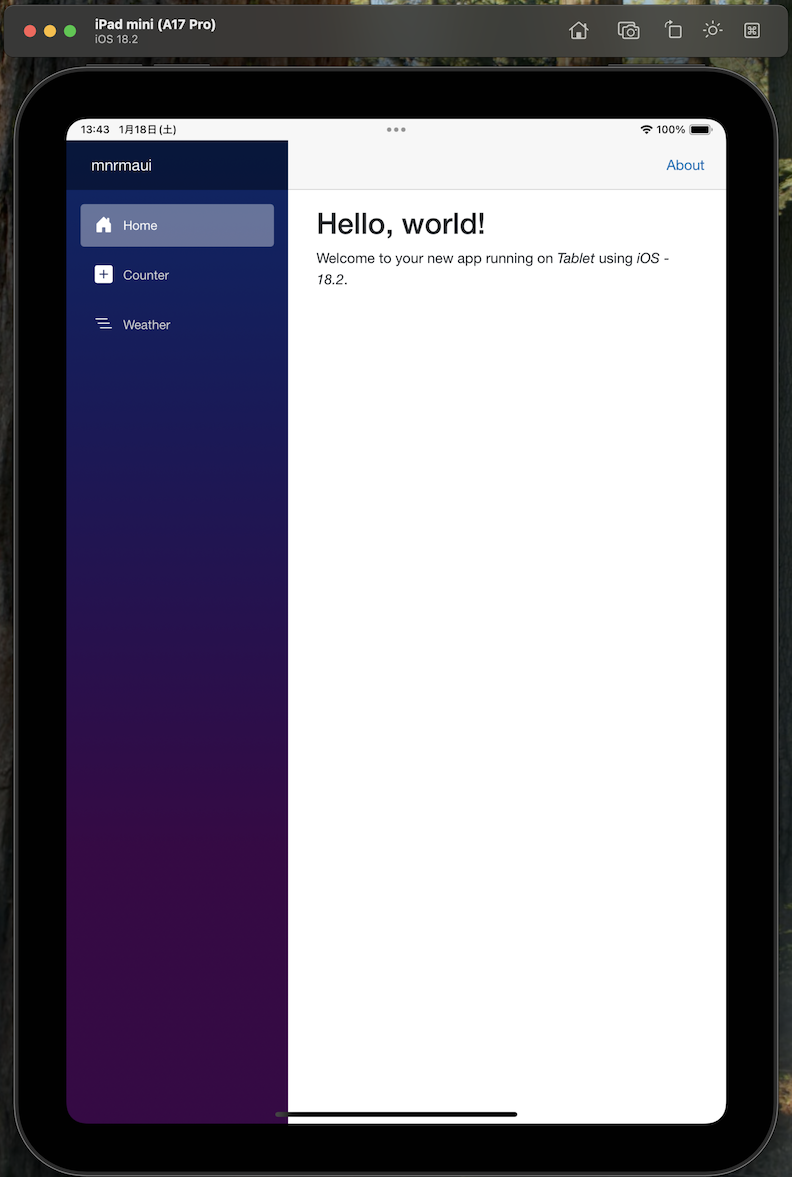 iPad mini (A17 Pro)
iOS 18.2
13:43 1月18日(土)
100%
mnrmaui
About
Home
Counter
Weather
Hello, world!
Welcome to your new app running on Tablet using iOS -
18.2.